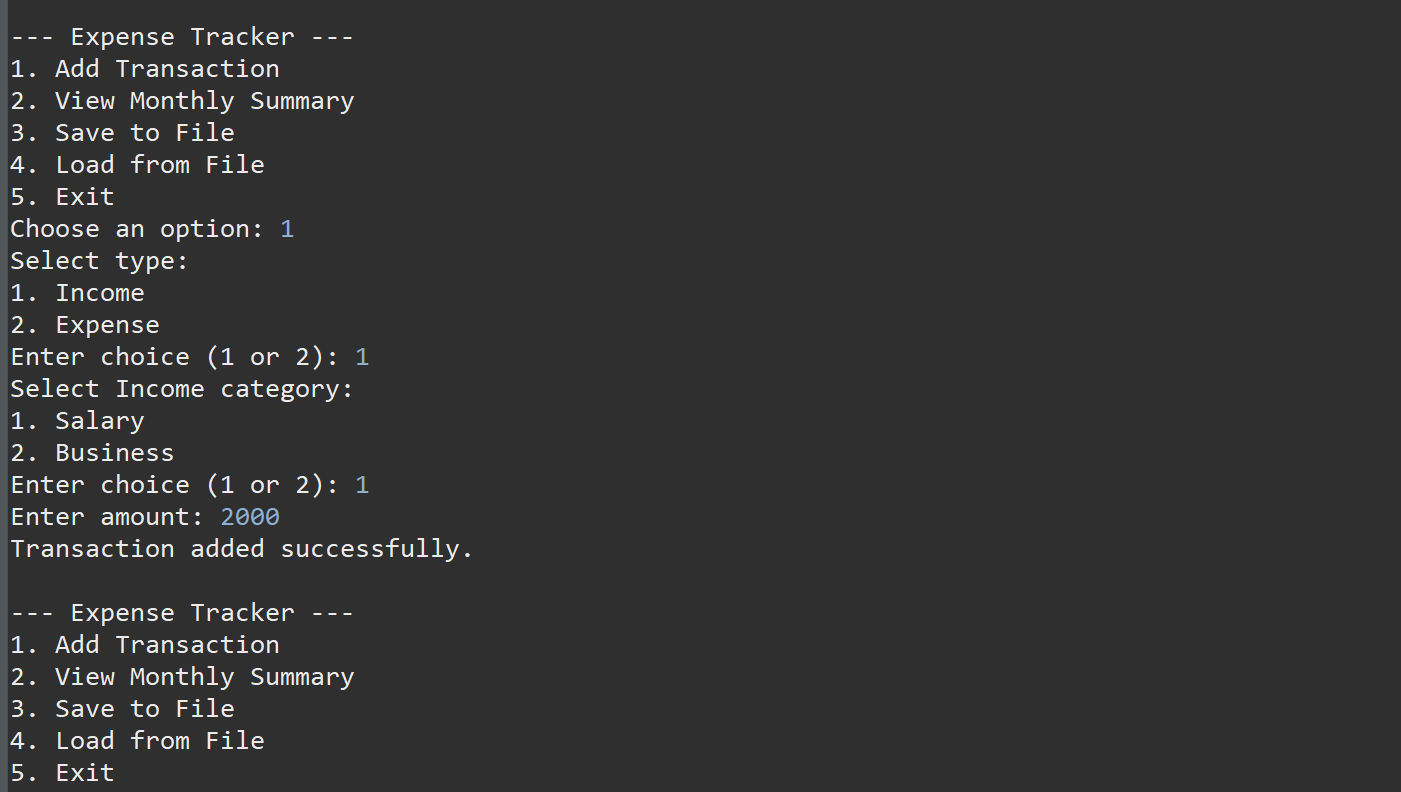 --- Expense Tracker ---
1. Add Transaction
2. View Monthly Summary
3. Save to File
4. Load from File
5. Exit
Choose an option: 1
Select type:
1. Income
2. Expense
Enter choice (1 or 2): 1
Select Income category:
1. Salary
2. Business
Enter choice (1 or 2): 1
Enter amount: 2000
Transaction added successfully.

--- Expense Tracker ---
1. Add Transaction
2. View Monthly Summary
3. Save to File
4. Load from File
5. Exit